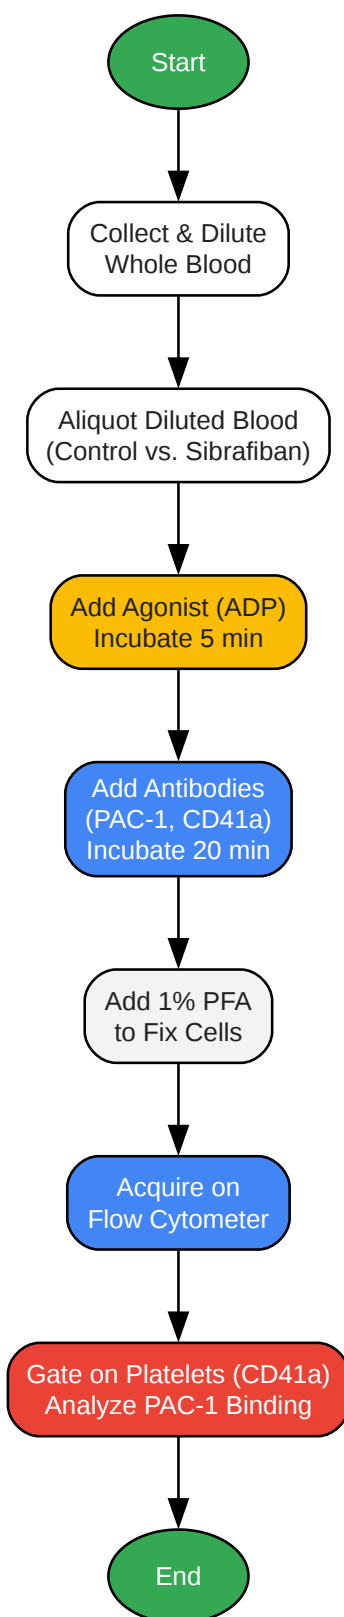 Start
Collect & Dilute
Whole Blood
Aliquot Diluted Blood
(Control vs. Sibrafiban)
Add Agonist (ADP)
Incubate 5 min
Add Antibodies
(PAC-1, CD41a)
Incubate 20 min
Add 1% PFA
to Fix Cells
Acquire on
Flow Cytometer
Gate on Platelets (CD41a)
Analyze PAC-1 Binding
End